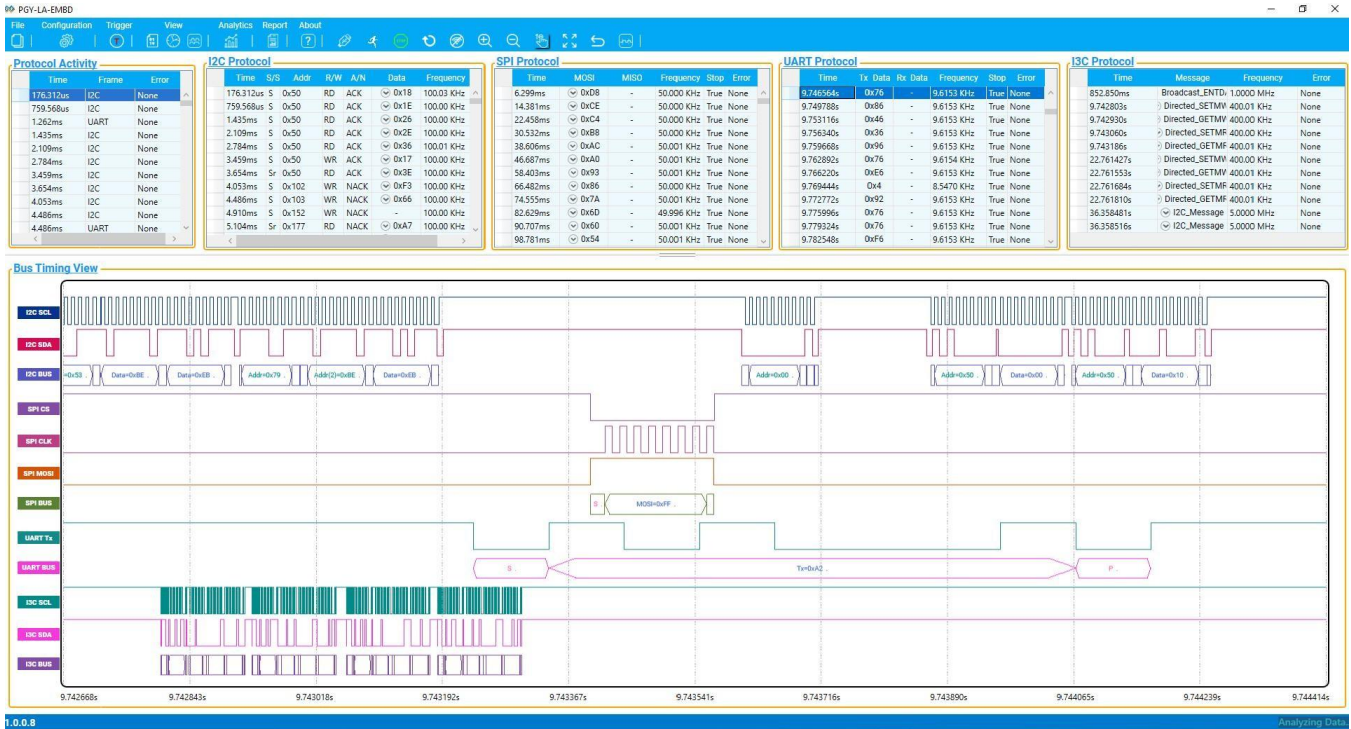 PGY-LA-EMBD
File Configuration Trigger View Analytics Report About
Protocol Activity
Time Frame Error
176.312us I2C None
759.568us I2C None
1.262ms UART None
1.435ms I2C None
2.109ms I2C None
2.784ms I2C None
3.459ms I2C None
3.654ms I2C None
4.053ms I2C None
4.486ms I2C None
4.486ms UART None
I2C Protocol
Time S/S Addr R/W A/N Data Frequency
176.312us S 0x50 RD ACK 0x18 100.03 KHz
759.568us S 0x50 RD ACK 0x1E 100.00 KHz
1.435ms S 0x50 RD ACK 0x26 100.00 KHz
2.109ms S 0x50 RD ACK 0x2E 100.00 KHz
2.784ms S 0x50 RD ACK 0x36 100.01 KHz
3.459ms S 0x50 WR ACK 0x17 100.00 KHz
3.654ms Sr 0x50 RD ACK 0x3E 100.00 KHz
4.053ms S 0x102 WR NACK 0xF3 100.00 KHz
4.486ms S 0x103 WR NACK 0x66 100.00 KHz
4.910ms S 0x152 WR NACK - 100.00 KHz
5.104ms Sr 0x177 RD NACK 0xA7 100.00 KHz
SPI Protocol
Time MOSI MISO Frequency Stop Error
6.299ms 0xD8 - 50.000 KHz True None
14.381ms 0xCE - 50.000 KHz True None
22.458ms 0xC4 - 50.000 KHz True None
30.532ms 0xB8 - 50.001 KHz True None
38.606ms 0xAC - 50.001 KHz True None
46.687ms 0xA0 - 50.001 KHz True None
58.403ms 0x93 - 50.001 KHz True None
66.482ms 0x86 - 50.000 KHz True None
74.555ms 0x7A - 50.001 KHz True None
82.629ms 0x6D - 49.996 KHz True None
90.707ms 0x60 - 50.001 KHz True None
98.781ms 0x54 - 50.001 KHz True None
UART Protocol
Time Tx Data Rx Data Frequency Stop Error
9.746564s 0x76 - 9.6153 KHz True None
9.749788s 0x86 - 9.6153 KHz True None
9.753116s 0x46 - 9.6153 KHz True None
9.756340s 0x36 - 9.6153 KHz True None
9.759668s 0x96 - 9.6153 KHz True None
9.762892s 0x76 - 9.6154 KHz True None
9.766220s 0xE6 - 9.6153 KHz True None
9.769444s 0x4 - 8.5470 KHz True None
9.772772s 0x92 - 9.6153 KHz True None
9.775996s 0x76 - 9.6153 KHz True None
9.779324s 0x76 - 9.6153 KHz True None
9.782548s 0xF6 - 9.6153 KHz True None
I3C Protocol
Time Message Frequency Error
852.850ms Broadcast_ENTD 1.0000 MHz None
9.742803s Directed_SETMW 400.01 KHz None
9.742930s Directed_GETMW 400.00 KHz None
9.743060s Directed_SETMR 400.01 KHz None
9.743186s Directed_GETMR 400.01 KHz None
22.761427s Directed_SETMW 400.00 KHz None
22.761553s Directed_GETMW 400.01 KHz None
22.761684s Directed_SETMR 400.01 KHz None
22.761810s Directed_GETMR 400.01 KHz None
36.358481s I2C_Message 5.0000 MHz None
36.358516s I2C_Message 5.0000 MHz None
Bus Timing View
I2C SCL
I2C SDA
I2C BUS =0x53 . Data=0xBE . Data=0xEB . Addr=0x79 . Addr(2)=0xBE . Data=0xEB . Addr=0x00 . Addr=0x50 . Data=0x00 . Addr=0x50 . Data=0x10 .
SPI CS
SPI CLK
SPI MOSI
SPI BUS S . MOSI=0xFF .
UART Tx
UART BUS S . Tx=0xA2 . P .
I3C SCL
I3C SDA
I3C BUS
9.742668s 9.742843s 9.743018s 9.743192s 9.743367s 9.743541s 9.743716s 9.743890s 9.744065s 9.744239s 9.744414s
1.0.0.8 Analyzing Data.